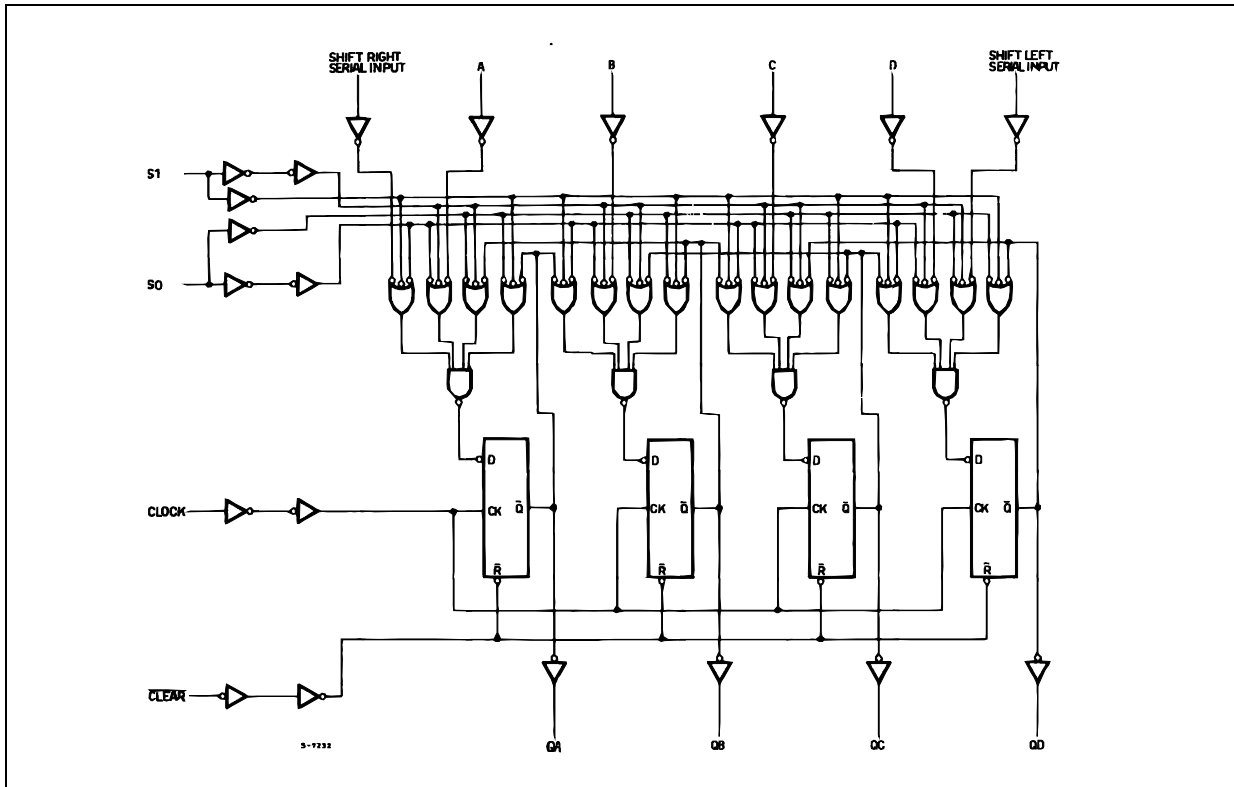 SHIFT RIGHT
SERIAL INPUT
A
B
C
D
SHIFT LEFT
SERIAL INPUT
S1
S0
D
D
D
D
CLOCK
CK
Q̄
CK
Q̄
CK
Q̄
CK
Q̄
R̄
R̄
R̄
R̄
C̅L̅E̅A̅R̅
S-7232
QA
QB
QC
QD